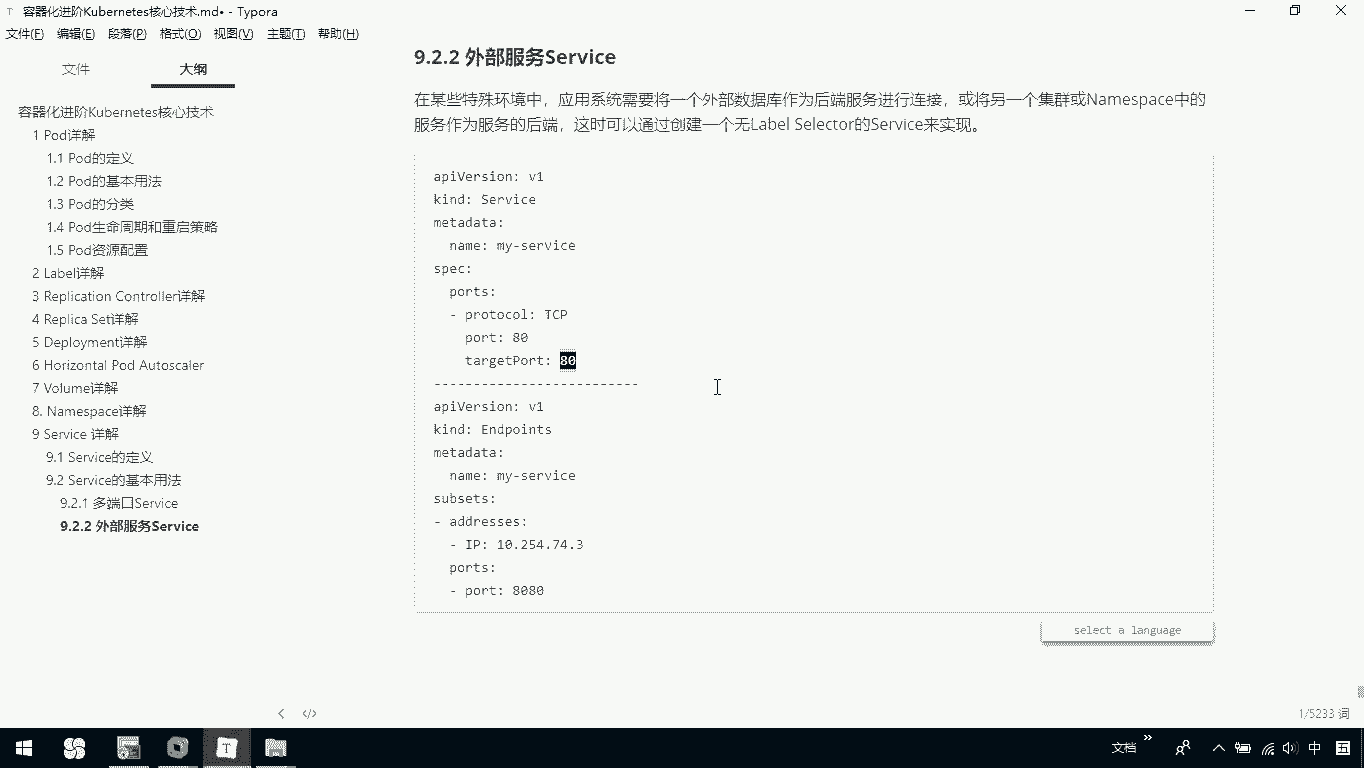 容器化进阶Kubernetes核心技术.md• - Typora
文件(F) 编辑(E) 段落(P) 格式(O) 视图(V) 主题(T) 帮助(H)
文件 大纲
容器化进阶Kubernetes核心技术
1 Pod详解
1.1 Pod的定义
1.2 Pod的基本用法
1.3 Pod的分类
1.4 Pod生命周期和重启策略
1.5 Pod资源配置
2 Label详解
3 Replication Controller详解
4 Replica Set详解
5 Deployment详解
6 Horizontal Pod Autoscaler
7 Volume详解
8. Namespace详解
9 Service 详解
9.1 Service的定义
9.2 Service的基本用法
9.2.1 多端口Service
9.2.2 外部服务Service
9.2.2 外部服务Service
在某些特殊环境中，应用系统需要将一个外部数据库作为后端服务进行连接，或将另一个集群或Namespace中的
服务作为服务的后端，这时可以通过创建一个无Label Selector的Service来实现。
apiVersion: v1
kind: Service
metadata:
  name: my-service
spec:
  ports:
  - protocol: TCP
    port: 80
    targetPort: 80
--------------------------
apiVersion: v1
kind: Endpoints
metadata:
  name: my-service
subsets:
- addresses:
  - IP: 10.254.74.3
  ports:
  - port: 8080
select a language
1/5233 词
T
文档
中
五